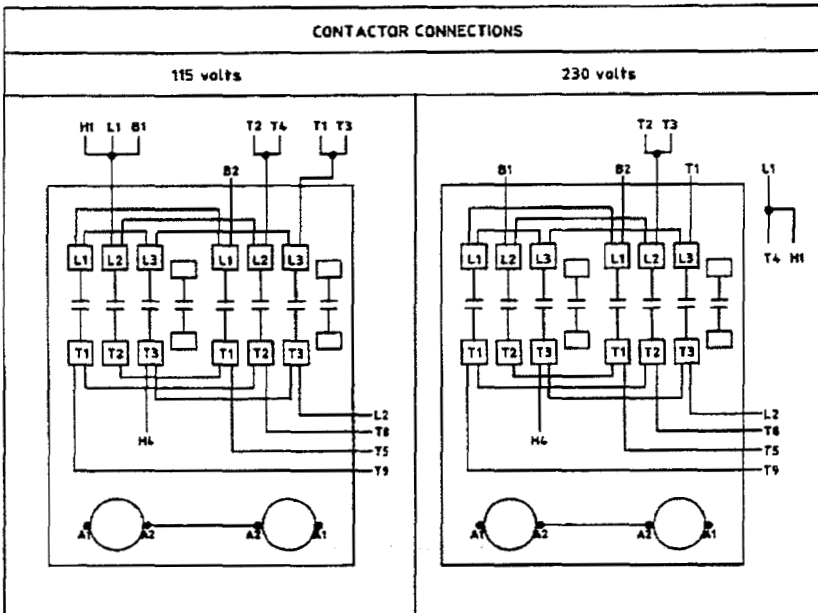 CONTACTOR CONNECTIONS
115 volts
230 volts
H1 L1 B1
T2 T4
T1 T3
B2
L1 L2 L3 L1 L2 L3
T1 T2 T3 T1 T2 T3
H4
L2
T8
T5
T9
A1 A2 A2 A1
T2 T3
B1
B2
T1
L1
T4 H1
L1 L2 L3 L1 L2 L3
T1 T2 T3 T1 T2 T3
H4
L2
T8
T5
T9
A1 A2 A2 A1